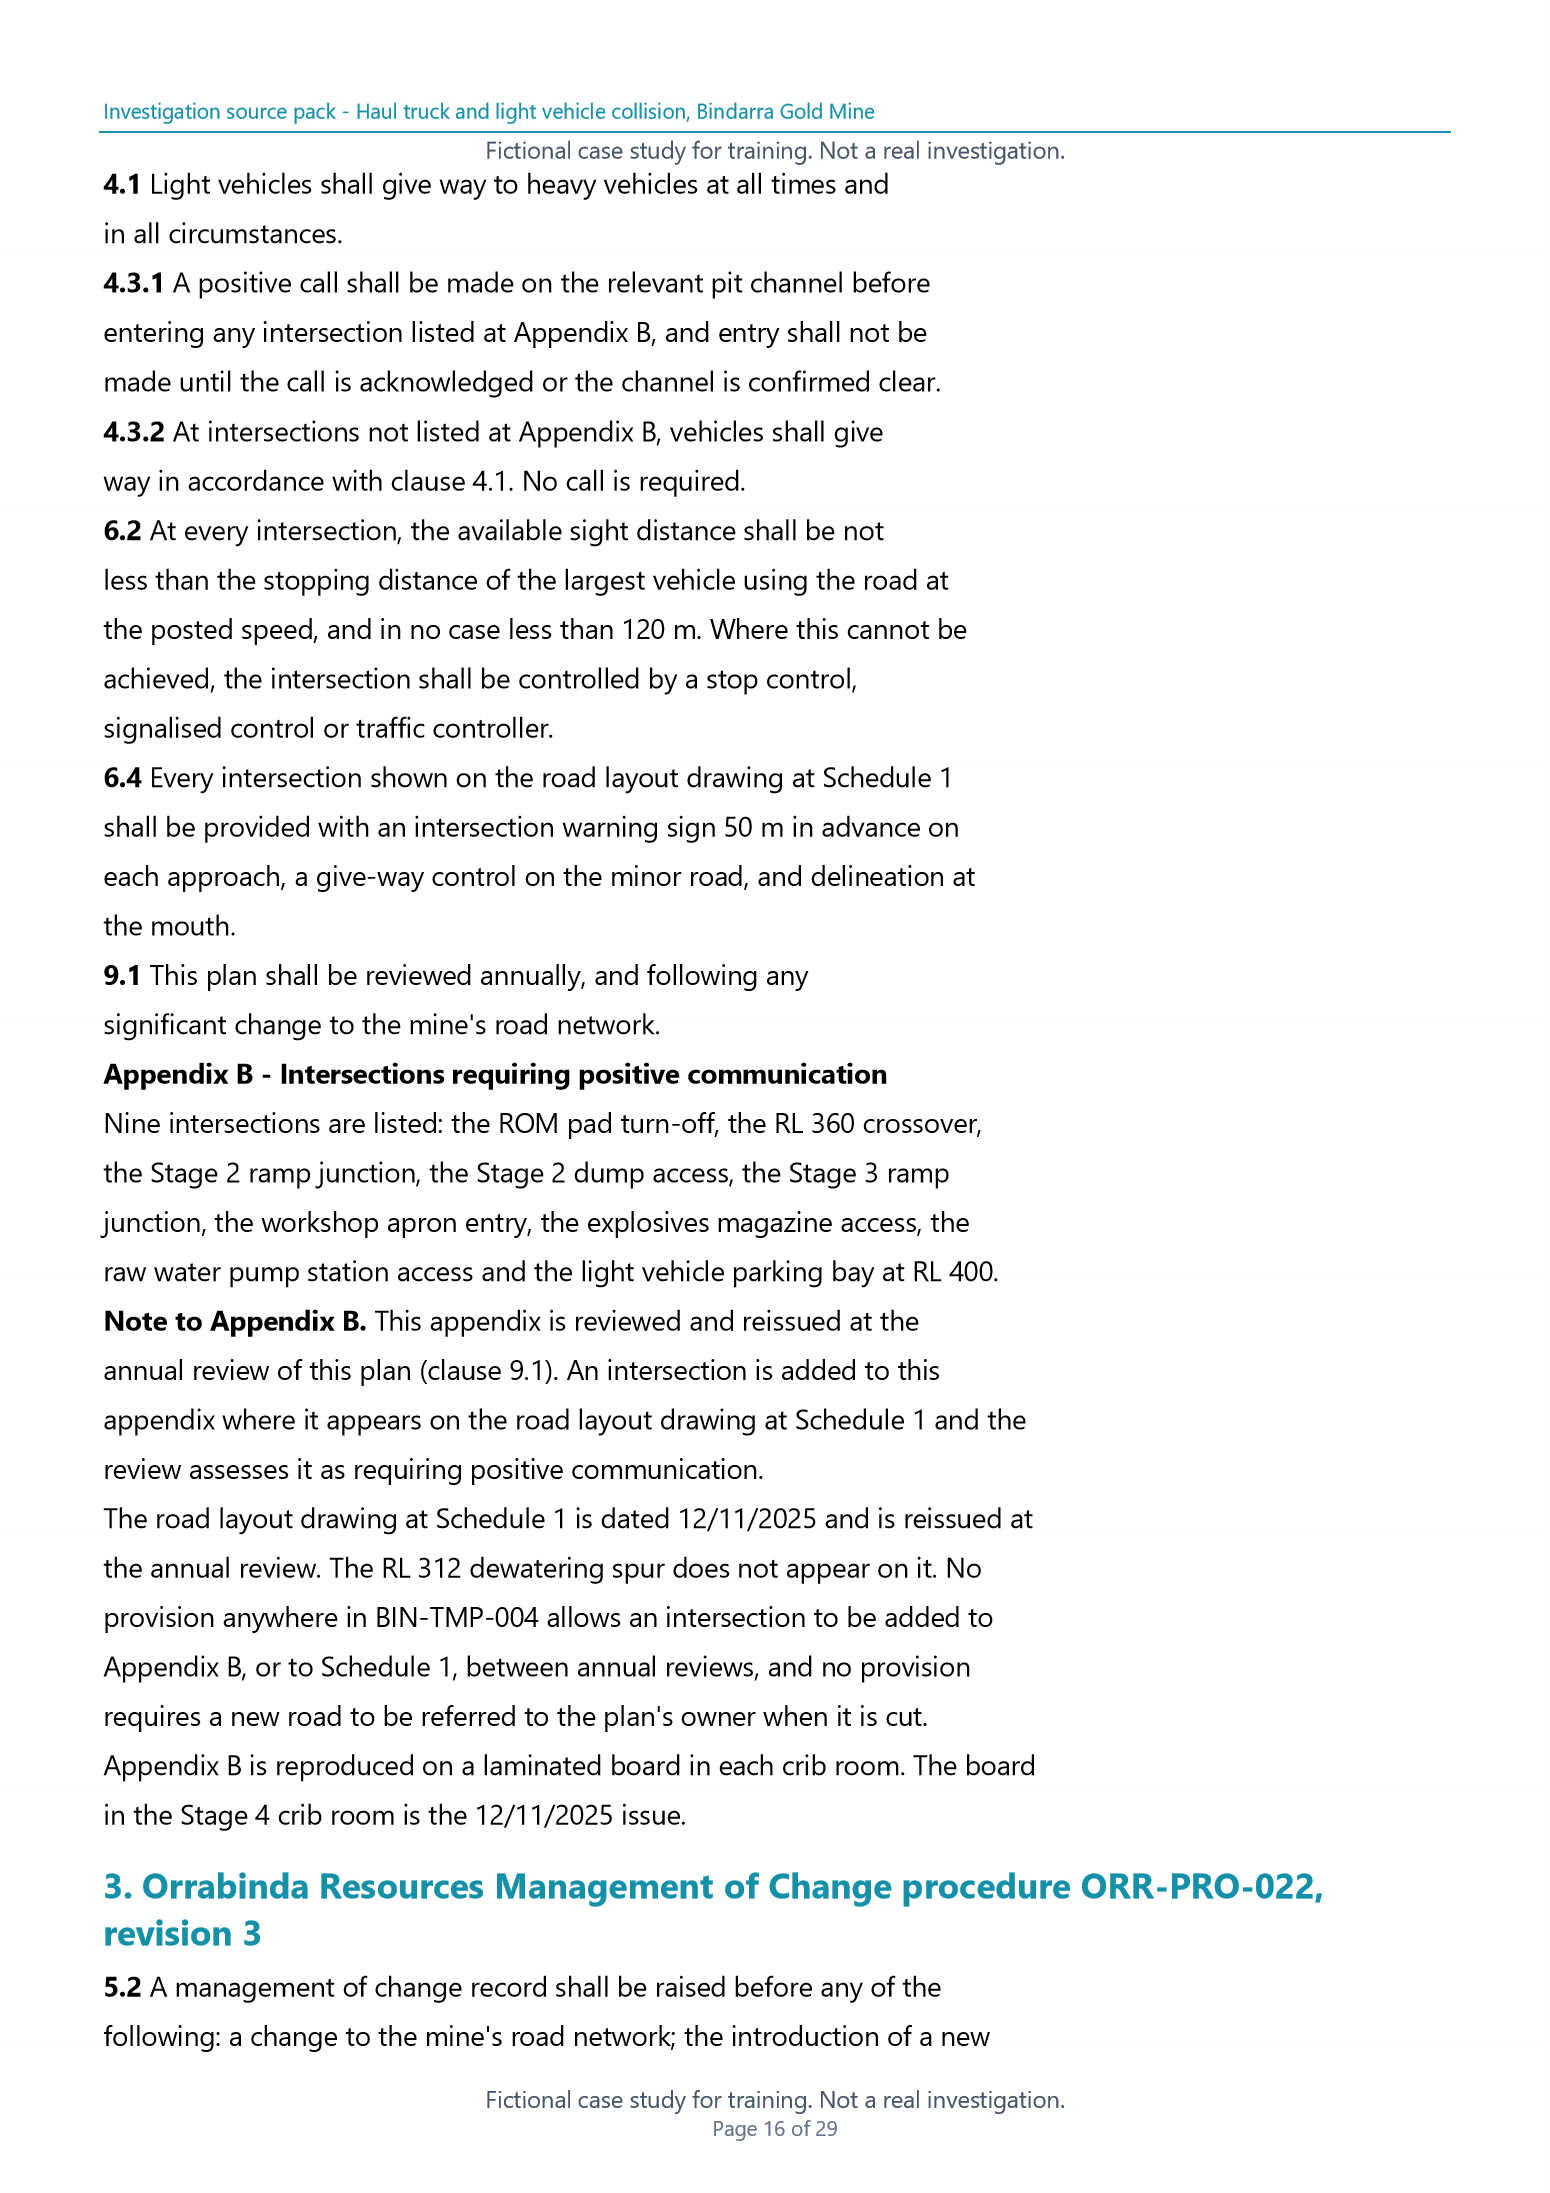 Investigation source pack - Haul truck and light vehicle collision, Bindarra Gold Mine
Fictional case study for training. Not a real investigation.
4.1 Light vehicles shall give way to heavy vehicles at all times and
in all circumstances.
4.3.1 A positive call shall be made on the relevant pit channel before
entering any intersection listed at Appendix B, and entry shall not be
made until the call is acknowledged or the channel is confirmed clear.
4.3.2 At intersections not listed at Appendix B, vehicles shall give
way in accordance with clause 4.1. No call is required.
6.2 At every intersection, the available sight distance shall be not
less than the stopping distance of the largest vehicle using the road at
the posted speed, and in no case less than 120 m. Where this cannot be
achieved, the intersection shall be controlled by a stop control,
signalised control or traffic controller.
6.4 Every intersection shown on the road layout drawing at Schedule 1
shall be provided with an intersection warning sign 50 m in advance on
each approach, a give-way control on the minor road, and delineation at
the mouth.
9.1 This plan shall be reviewed annually, and following any
significant change to the mine's road network.
Appendix B - Intersections requiring positive communication
Nine intersections are listed: the ROM pad turn-off, the RL 360 crossover,
the Stage 2 ramp junction, the Stage 2 dump access, the Stage 3 ramp
junction, the workshop apron entry, the explosives magazine access, the
raw water pump station access and the light vehicle parking bay at RL 400.
Note to Appendix B. This appendix is reviewed and reissued at the
annual review of this plan (clause 9.1). An intersection is added to this
appendix where it appears on the road layout drawing at Schedule 1 and the
review assesses it as requiring positive communication.
The road layout drawing at Schedule 1 is dated 12/11/2025 and is reissued at
the annual review. The RL 312 dewatering spur does not appear on it. No
provision anywhere in BIN-TMP-004 allows an intersection to be added to
Appendix B, or to Schedule 1, between annual reviews, and no provision
requires a new road to be referred to the plan's owner when it is cut.
Appendix B is reproduced on a laminated board in each crib room. The board
in the Stage 4 crib room is the 12/11/2025 issue.
3. Orrabinda Resources Management of Change procedure ORR-PRO-022,
revision 3
5.2 A management of change record shall be raised before any of the
following: a change to the mine's road network; the introduction of a new
Fictional case study for training. Not a real investigation.
Page 16 of 29